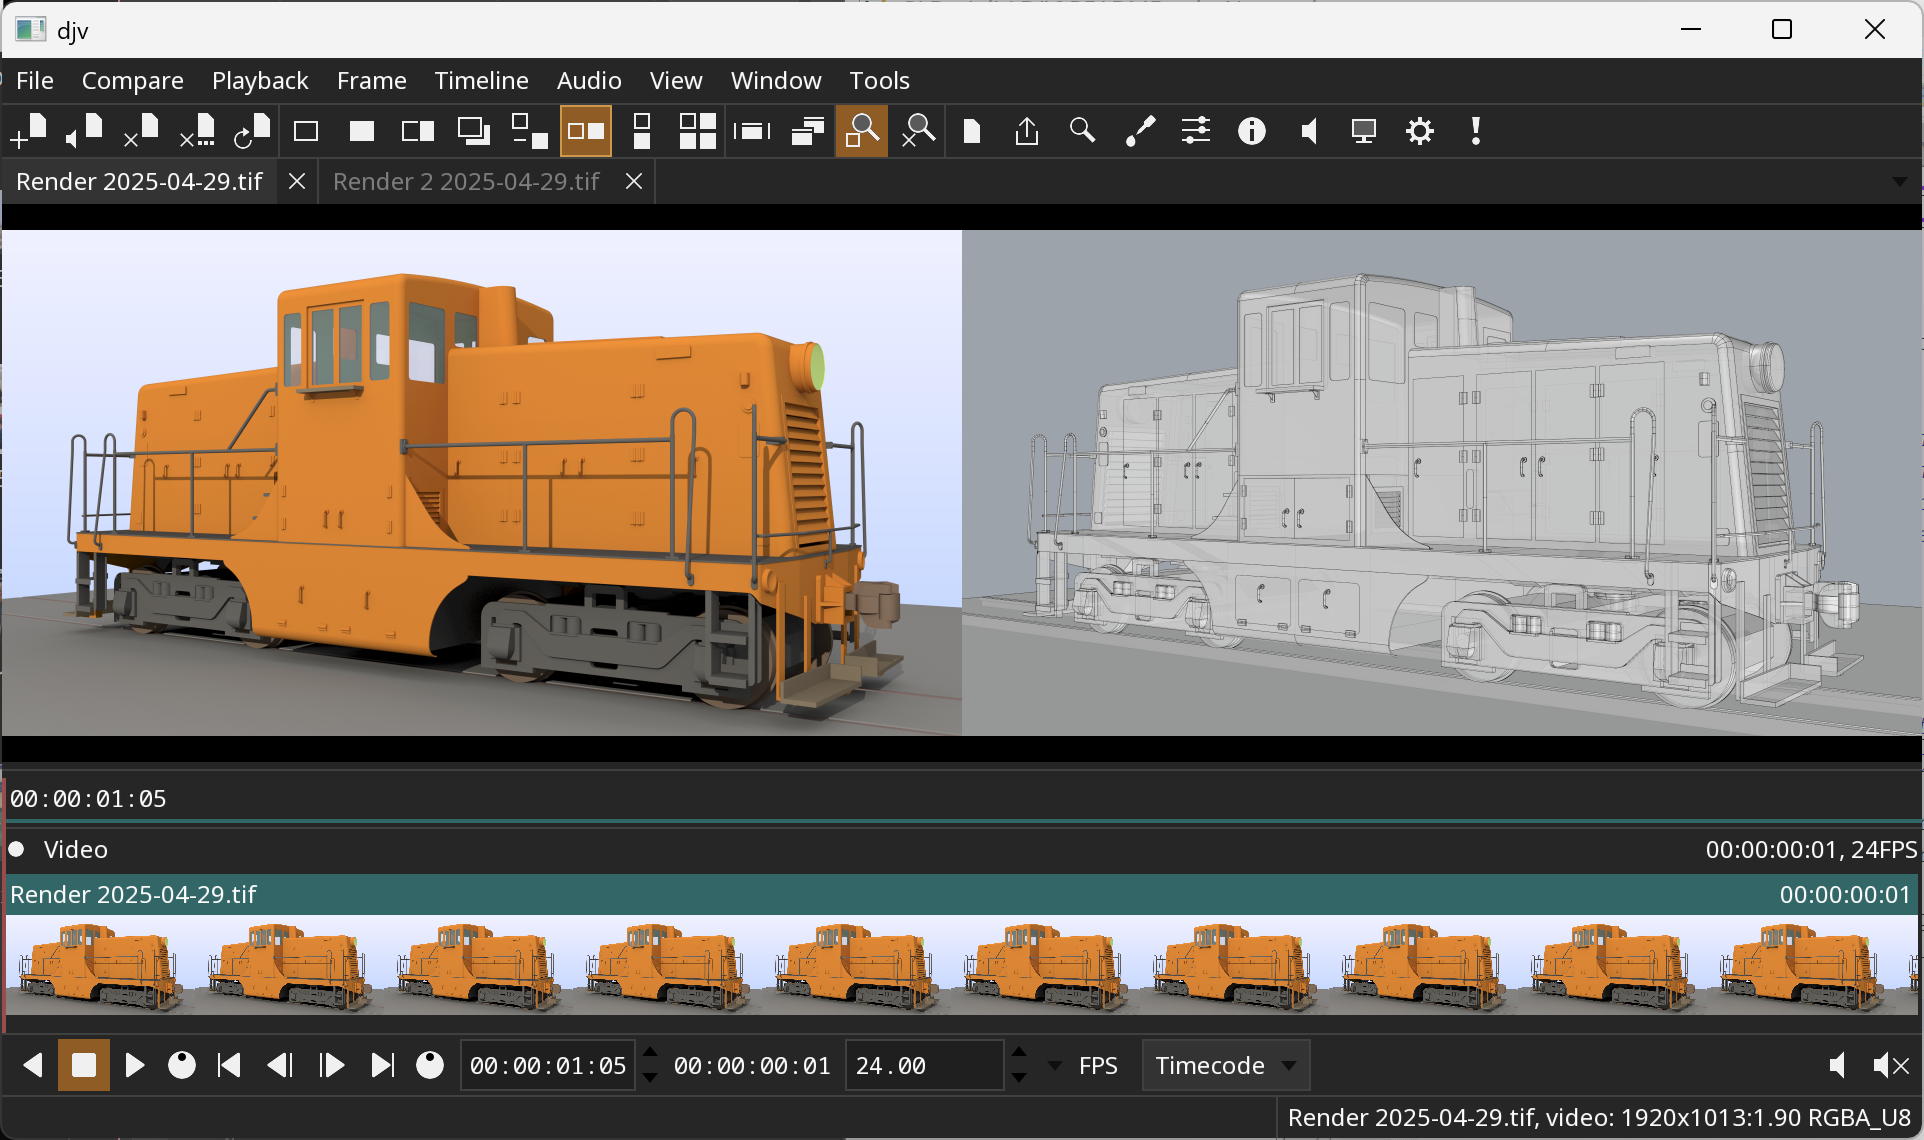 djv
File Compare Playback Frame Timeline Audio View Window Tools
Render 2025-04-29.tif Render 2 2025-04-29.tif
00:00:01:05
Video 00:00:00:01, 24FPS
Render 2025-04-29.tif 00:00:00:01
00:00:01:05 00:00:00:01 24.00 FPS Timecode
Render 2025-04-29.tif, video: 1920x1013:1.90 RGBA_U8